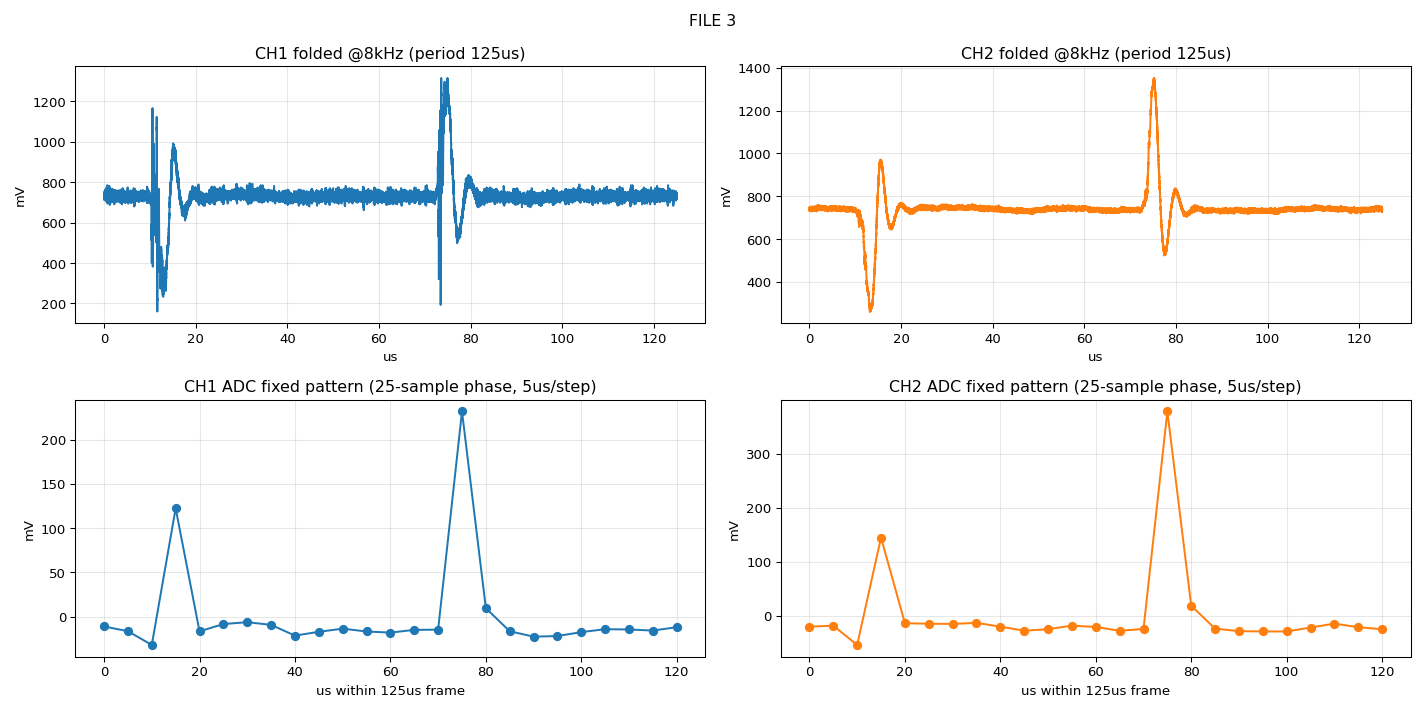 FILE 3
CH1 folded @8kHz (period 125us)
mV
1200
1000
800
600
400
200
0 20 40 60 80 100 120
us
CH2 folded @8kHz (period 125us)
mV
1400
1200
1000
800
600
400
0 20 40 60 80 100 120
us
CH1 ADC fixed pattern (25-sample phase, 5us/step)
mV
200
150
100
50
0
0 20 40 60 80 100 120
us within 125us frame
CH2 ADC fixed pattern (25-sample phase, 5us/step)
mV
300
200
100
0
0 20 40 60 80 100 120
us within 125us frame